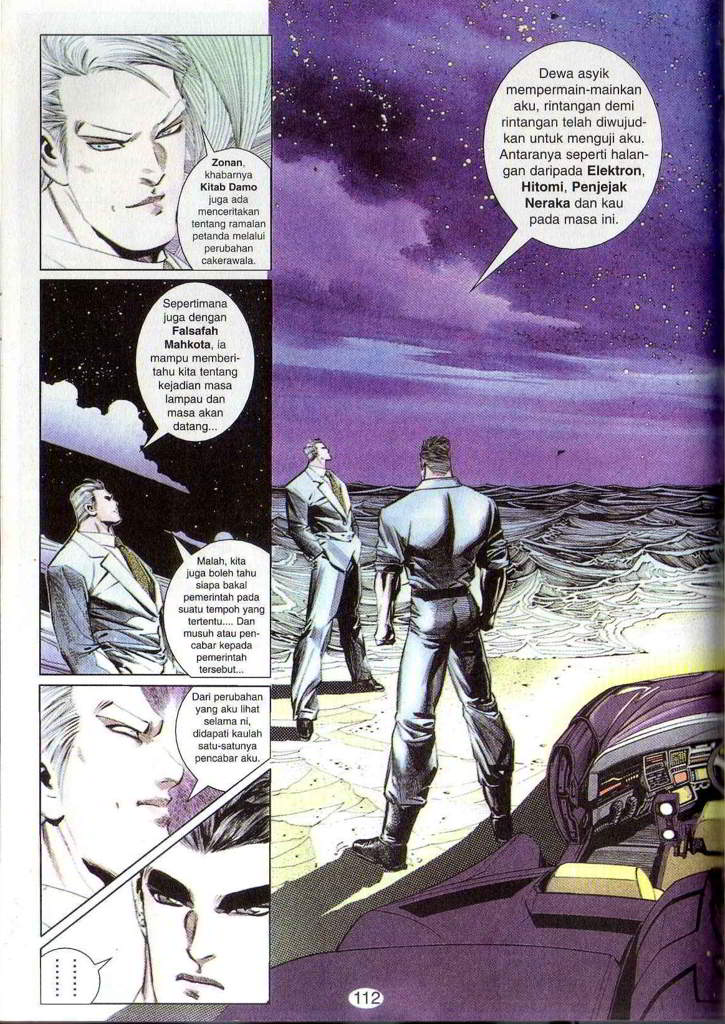 Zonan,
khabarnya
Kitab Damo
juga ada
menceritakan
tentang ramalan
petanda melalui
perubahan
cakerawala.
Sepertimana
juga dengan
Falsafah
Mahkota, ia
mampu memberi-
tahu kita tentang
kejadian masa
lampau dan
masa akan
datang...
Malah, kita
juga boleh tahu
siapa bakal
pemerintah pada
suatu tempoh yang
tertentu.... Dan
musuh atau pen-
cabar kepada
pemerintah
tersebut...
Dari perubahan
yang aku lihat
selama ni,
didapati kaulah
satu-satunya
pencabar aku.
Dewa asyik
mempermain-mainkan
aku, rintangan demi
rintangan telah diwujud-
kan untuk menguji aku.
Antaranya seperti halan-
gan daripada Elektron,
Hitomi, Penjejak
Neraka dan kau
pada masa ini.
112